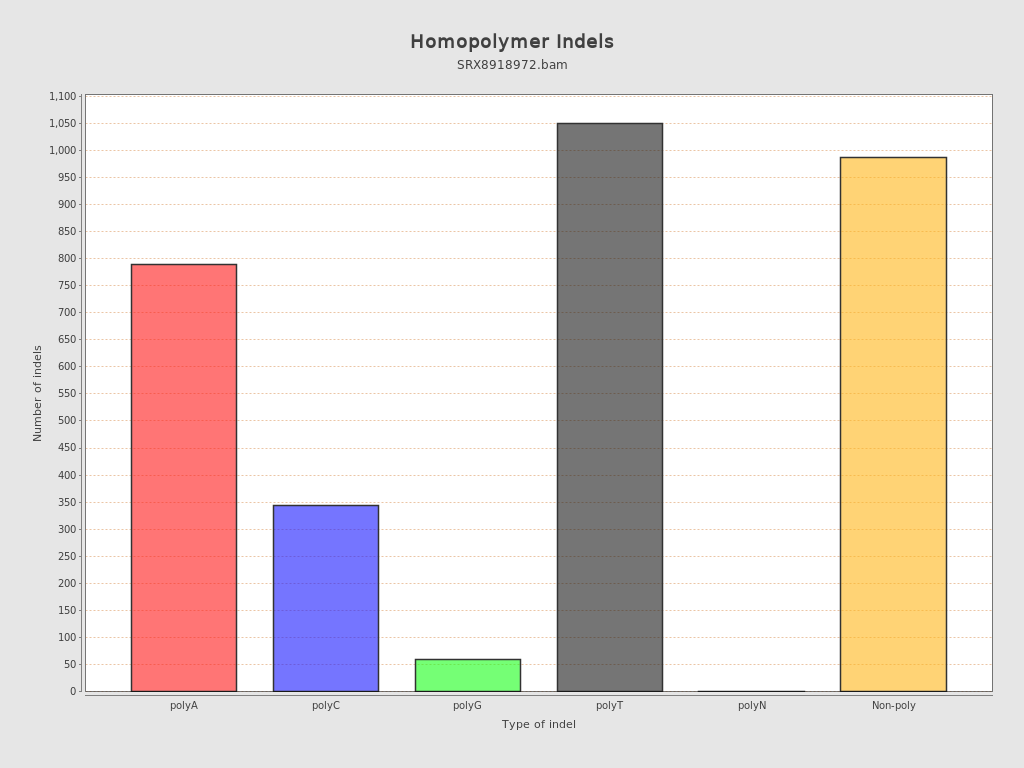 Homopolymer Indels
SRX8918972.bam
1,100
1,050
1,000
950
900
850
800
750
700
650
600
550
500
450
400
350
300
250
200
150
100
50
0
Number of indels
polyA
polyC
polyG
polyT
polyN
Non-poly
Type of indel